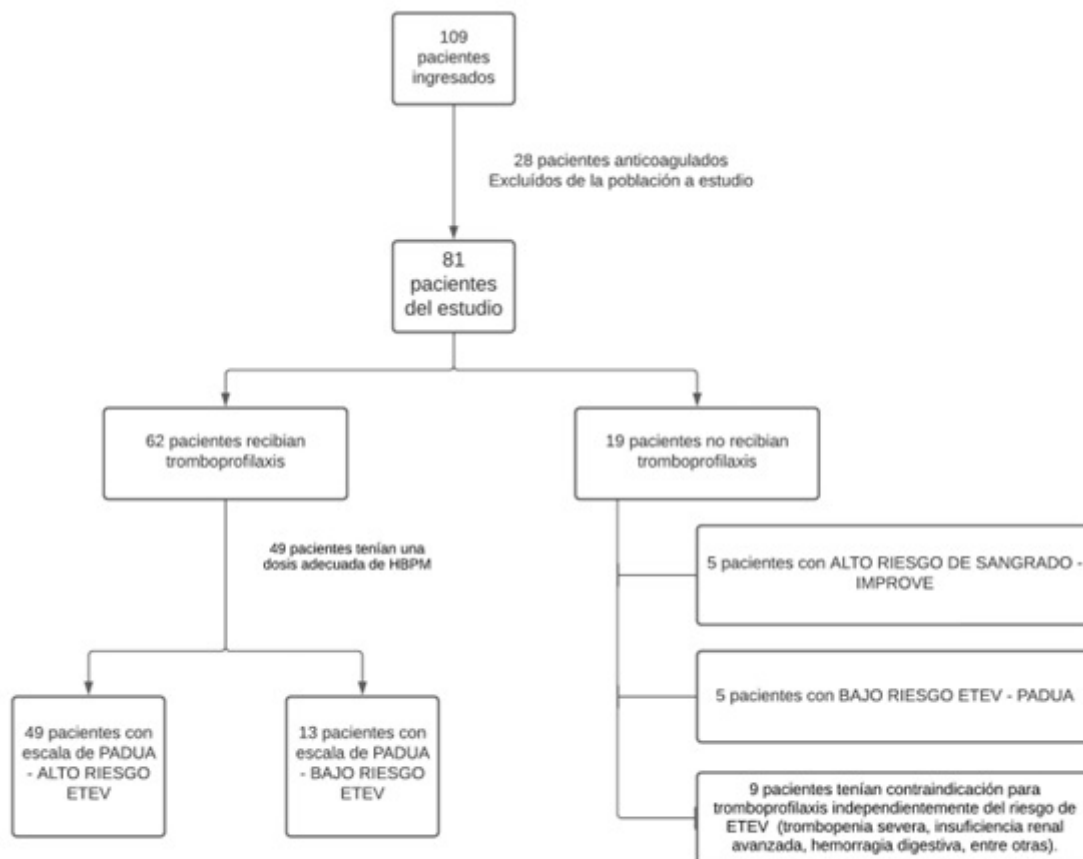 109
pacientes
ingresados
28 pacientes anticoagulados
Excluídos de la población a estudio
81
pacientes
del estudio
62 pacientes recibian
tromboprofilaxis
19 pacientes no recibian
tromboprofilaxis
49 pacientes tenían una
dosis adecuada de HBPM
5 pacientes con ALTO RIESGO DE SANGRADO -
IMPROVE
5 pacientes con BAJO RIESGO ETEV - PADUA
49 pacientes con
escala de PADUA
- ALTO RIESGO
ETEV
13 pacientes con
escala de PADUA
- BAJO RIESGO
ETEV
9 pacientes tenían contraindicación para
tromboprofilaxis independientemente del riesgo de
ETEV (trombopenia severa, insuficiencia renal
avanzada, hemorragia digestiva, entre otras).